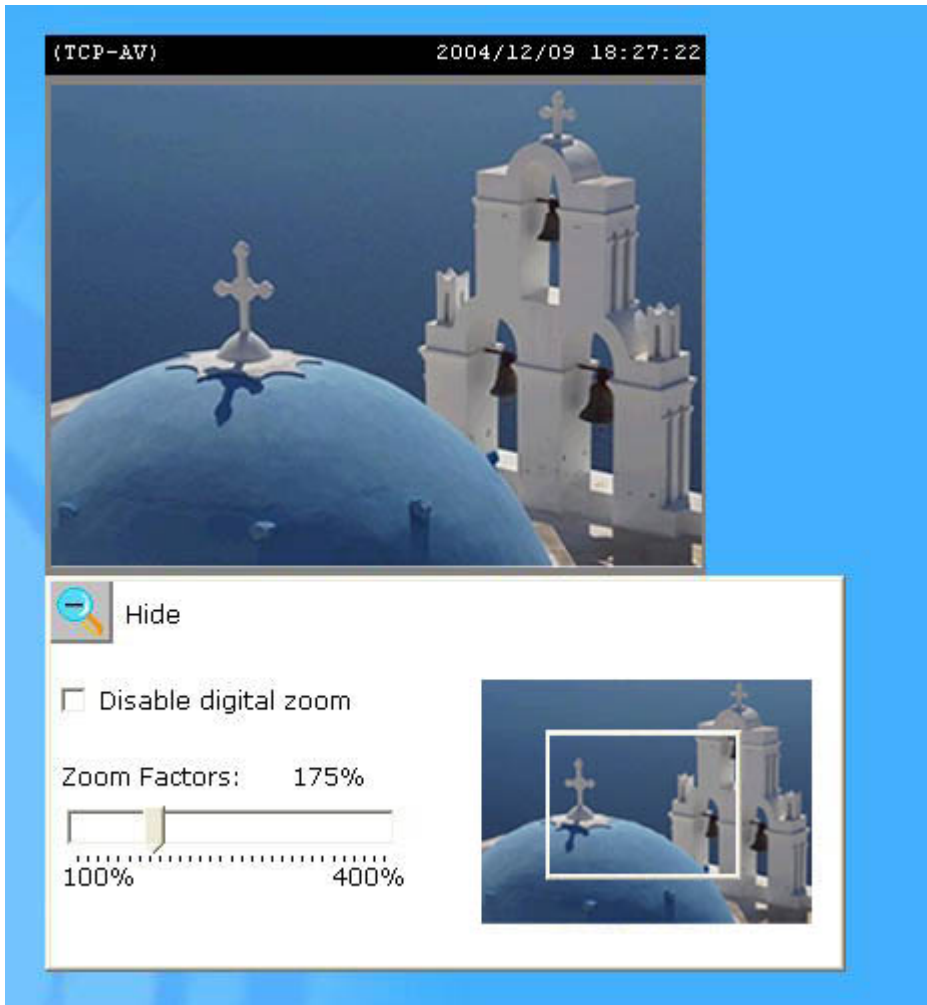 (TCP-AV) 2004/12/09 18:27:22
Hide
Disable digital zoom
Zoom Factors: 175%
100% 400%